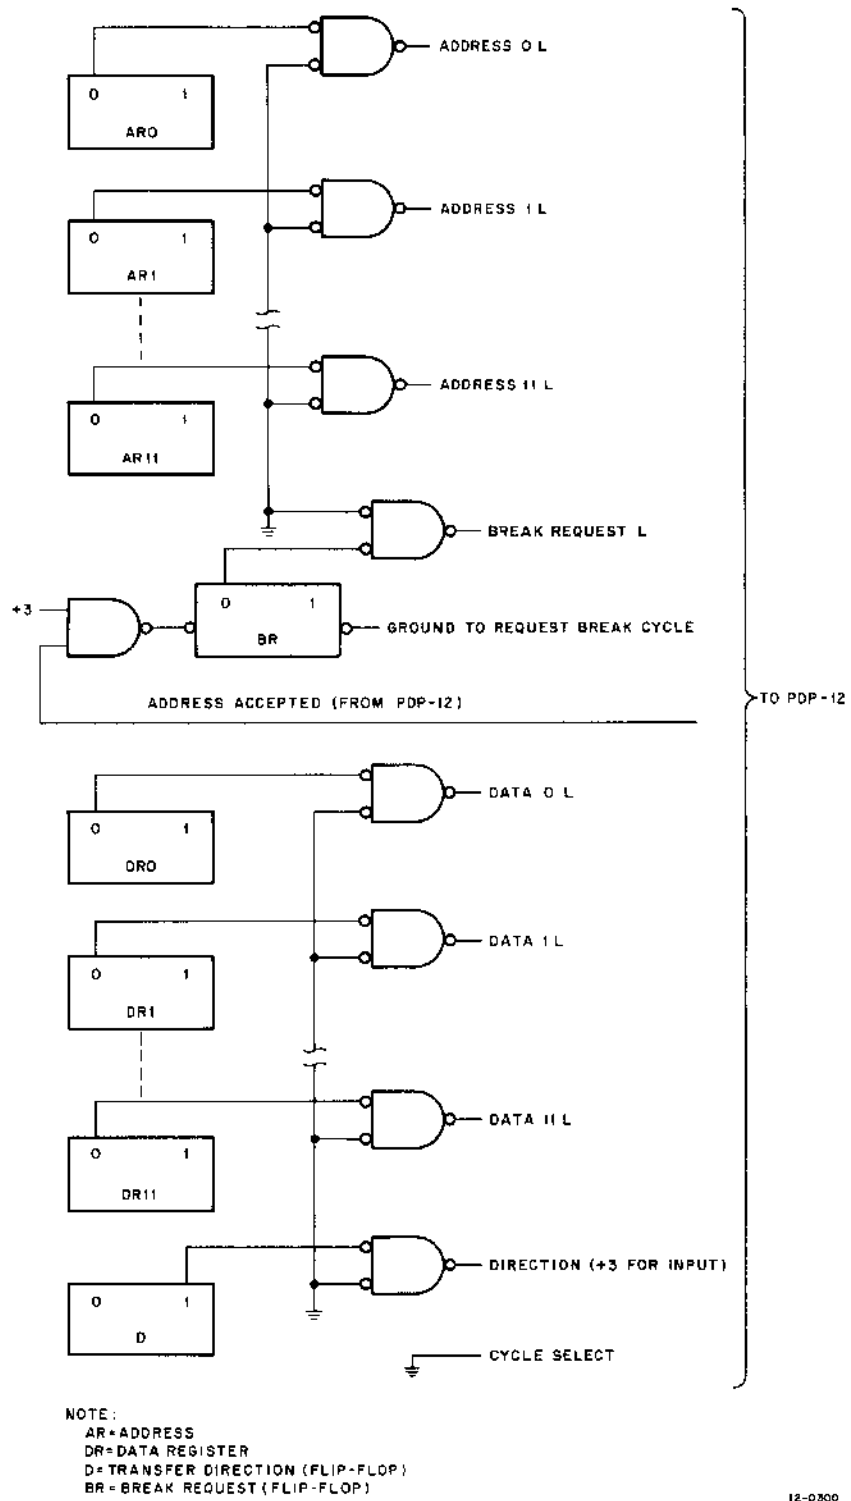 ADDRESS 0 L
0 1
AR0
ADDRESS 1 L
0 1
AR1
ADDRESS 11 L
0 1
AR11
BREAK REQUEST L
+3
0 1
BR
GROUND TO REQUEST BREAK CYCLE
ADDRESS ACCEPTED (FROM PDP-12)
TO PDP-12
DATA 0 L
0 1
DR0
DATA 1 L
0 1
DR1
DATA 11 L
0 1
DR11
DIRECTION (+3 FOR INPUT)
0 1
D
CYCLE SELECT
NOTE:
AR=ADDRESS
DR=DATA REGISTER
D=TRANSFER DIRECTION (FLIP-FLOP)
BR=BREAK REQUEST (FLIP-FLOP)
12-0300